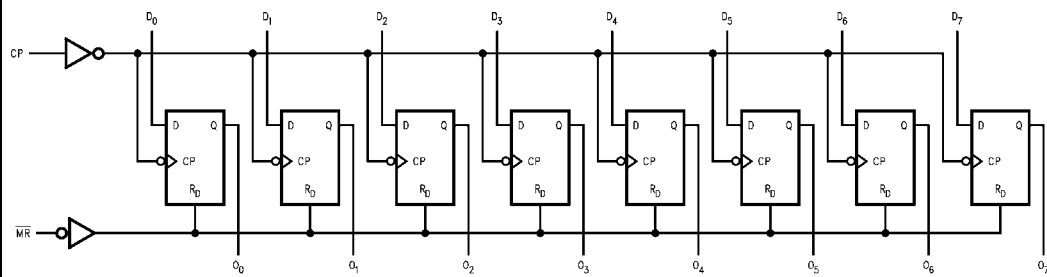 D0 D1 D2 D3 D4 D5 D6 D7
CP
D Q D Q D Q D Q D Q D Q D Q D Q
CP CP CP CP CP CP CP CP
RD RD RD RD RD RD RD RD
M̅R̅
O0 O1 O2 O3 O4 O5 O6 O7